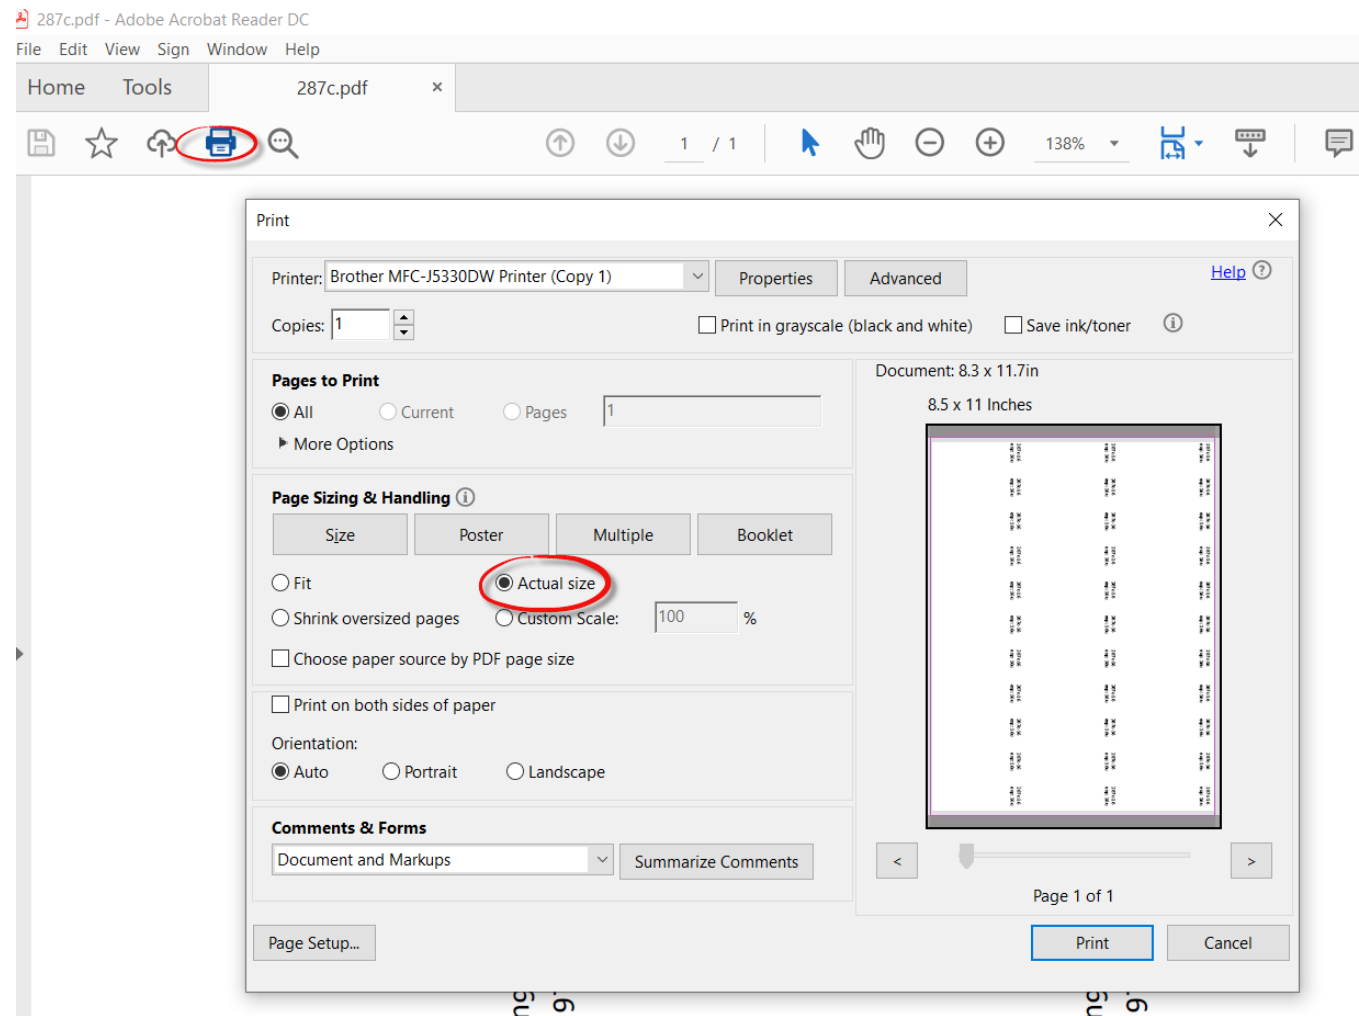 287c.pdf - Adobe Acrobat Reader DC
File Edit View Sign Window Help
Home Tools 287c.pdf ×
1 / 1 138%
Print
Printer: Brother MFC-J5330DW Printer (Copy 1) Properties Advanced Help
Copies: 1 Print in grayscale (black and white) Save ink/toner
Pages to Print
All Current Pages 1
More Options
Page Sizing & Handling
Size Poster Multiple Booklet
Fit Actual size
Shrink oversized pages Custom Scale: 100 %
Choose paper source by PDF page size
Print on both sides of paper
Orientation:
Auto Portrait Landscape
Comments & Forms
Document and Markups Summarize Comments
Document: 8.3 x 11.7in
8.5 x 11 Inches
< >
Page 1 of 1
Page Setup... Print Cancel